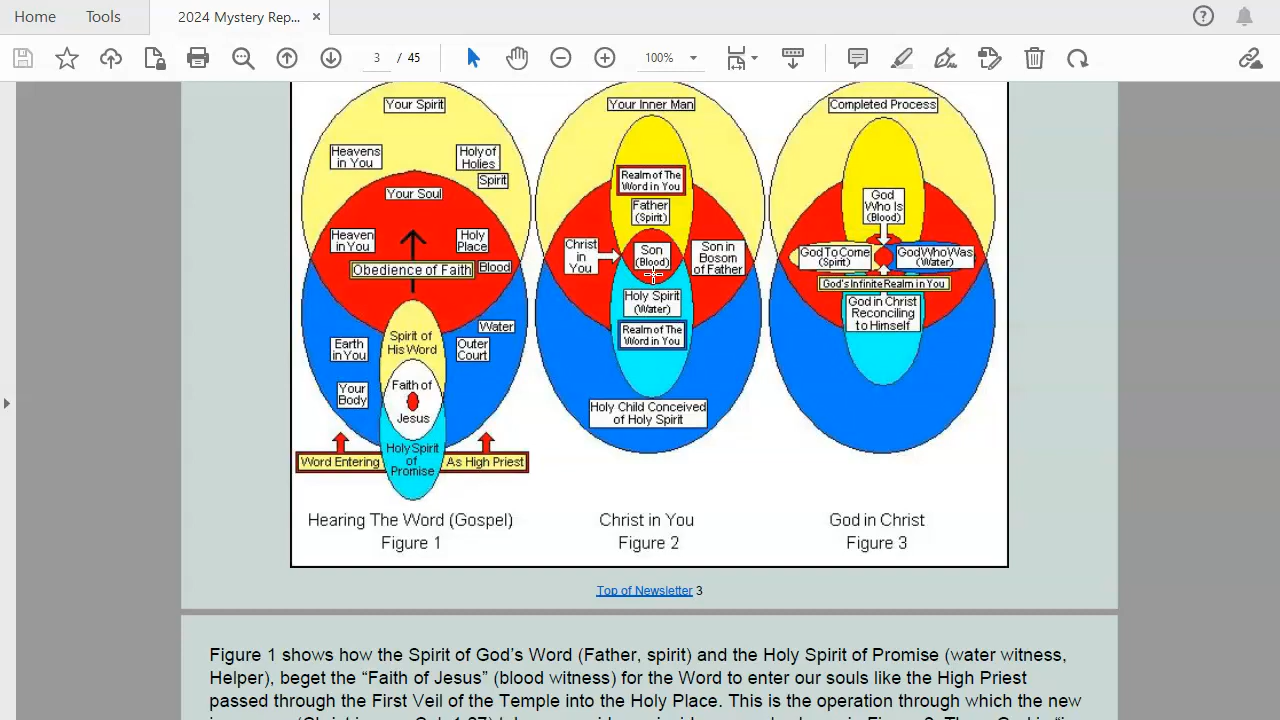 Home
Tools
2024 Mystery Rep...
×
3 / 45
100%
Your Spirit
Heavens
in You
Holy of
Holies
Spirit
Your Soul
Heaven
in You
Holy
Place
Obedience of Faith
Blood
Spirit of
His Word
Water
Earth
in You
Outer
Court
Your
Body
Faith of
Jesus
Holy Spirit
of
Promise
Word Entering
As High Priest
Hearing The Word (Gospel)
Figure 1
Your Inner Man
Realm of The
Word in You
Father
(Spirit)
Christ
in
You
Son
(Blood)
Son in
Bosom
of Father
Holy Spirit
(Water)
Realm of The
Word in You
Holy Child Conceived
of Holy Spirit
Christ in You
Figure 2
Completed Process
God
Who Is
(Blood)
God To Come
(Spirit)
God Who Was
(Water)
God's Infinite Realm in You
God in Christ
Reconciling
to Himself
God in Christ
Figure 3
Top of Newsletter 3
Figure 1 shows how the Spirit of God's Word (Father, spirit) and the Holy Spirit of Promise (water witness,
Helper), beget the “Faith of Jesus” (blood witness) for the Word to enter our souls like the High Priest
passed through the First Veil of the Temple into the Holy Place. This is the operation through which the new